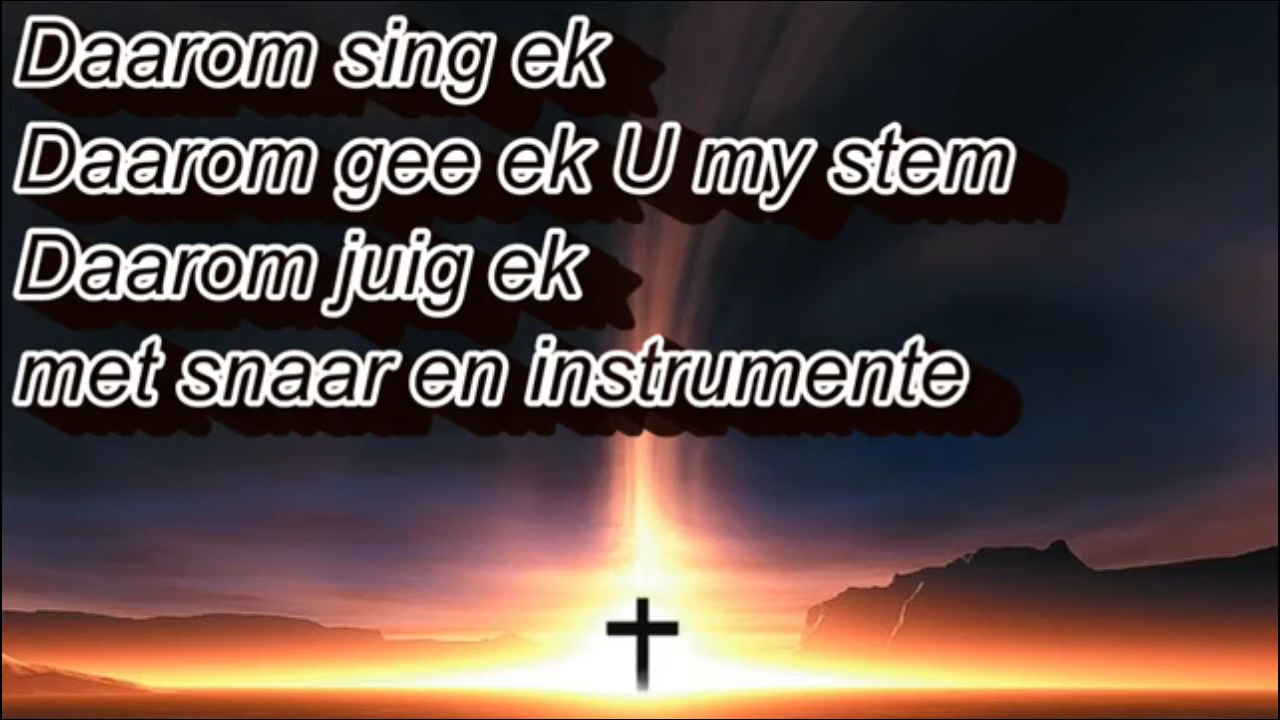 Daarom sing ek
Daarom gee ek U my stem
Daarom juig ek
met snaar en instrumente